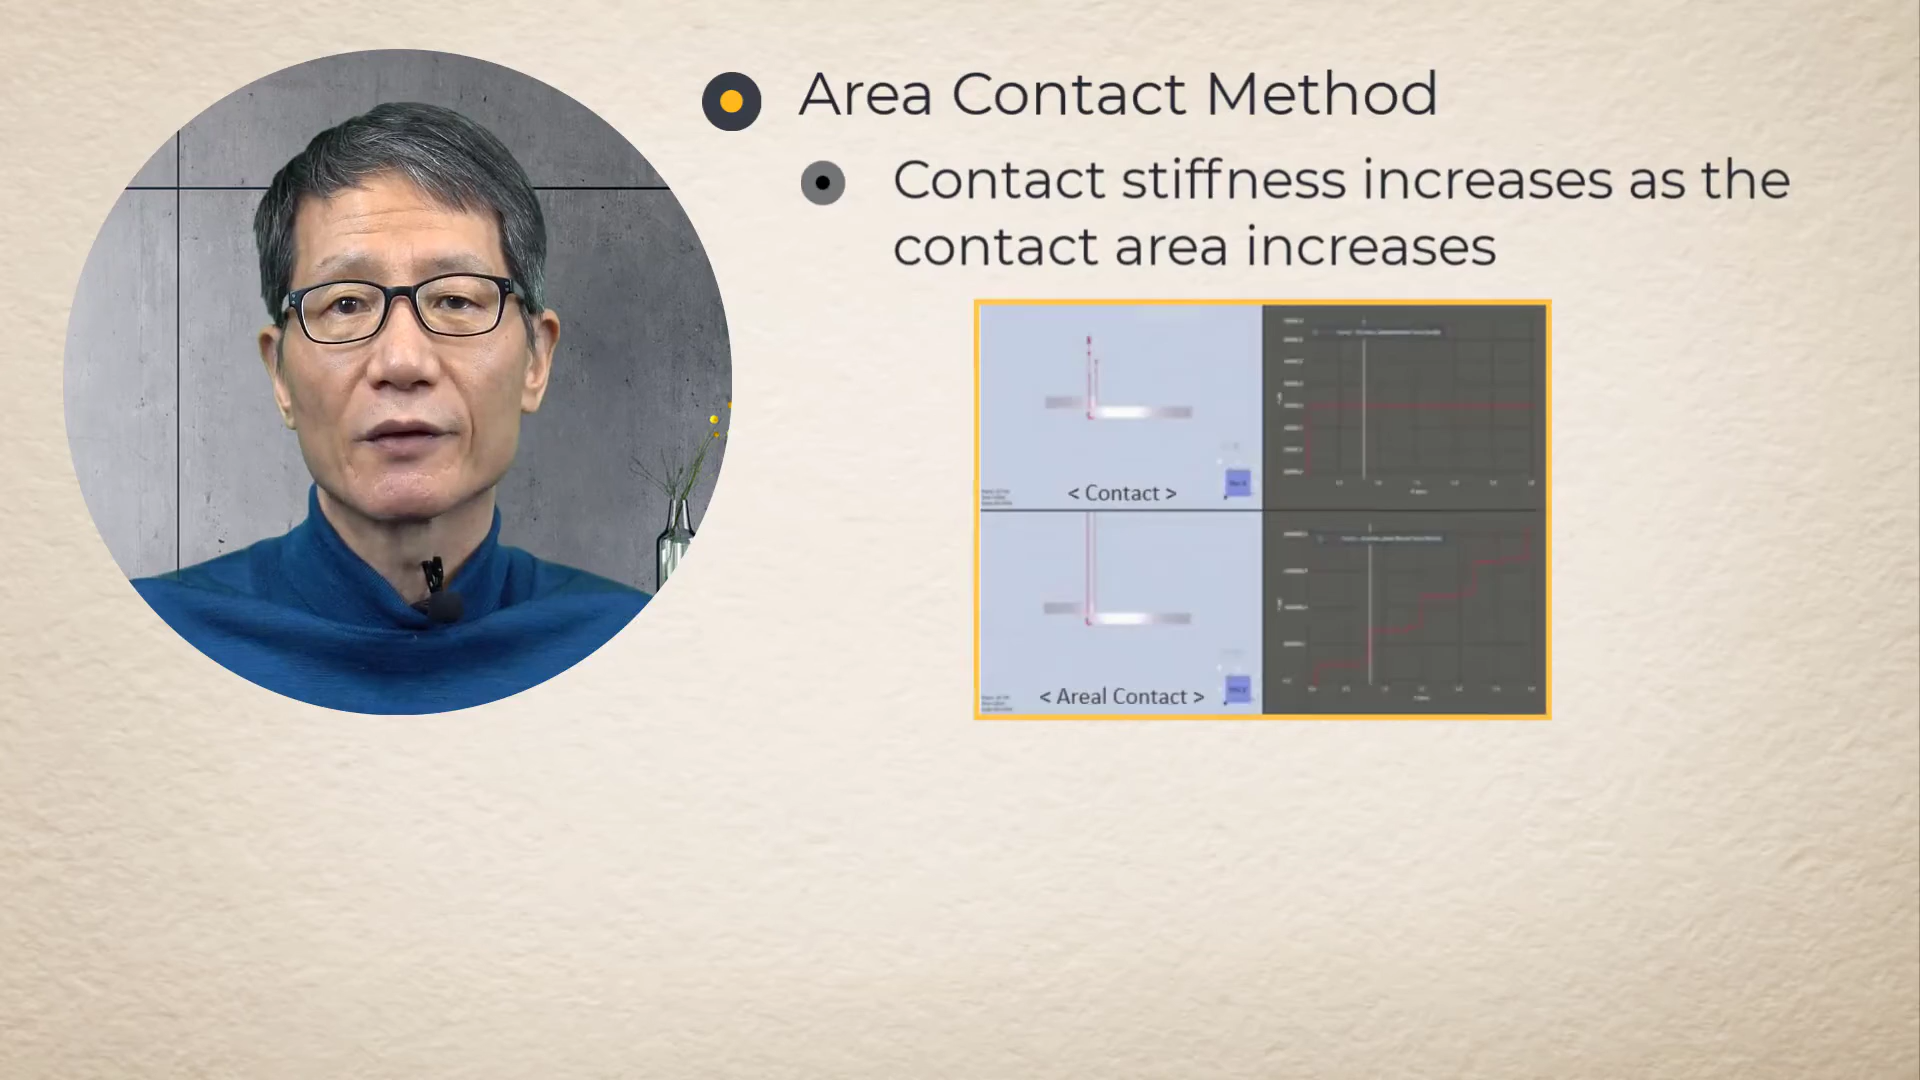 Area Contact Method
Contact stiffness increases as the
contact area increases
< Contact >
< Areal Contact >